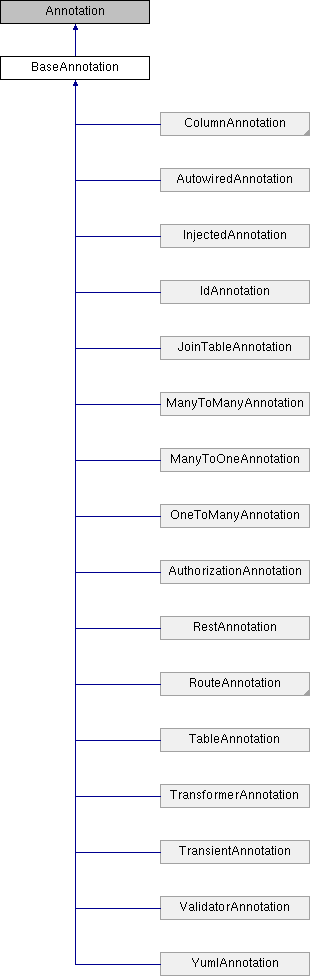 Annotation
BaseAnnotation
ColumnAnnotation
AutowiredAnnotation
InjectedAnnotation
IdAnnotation
JoinTableAnnotation
ManyToManyAnnotation
ManyToOneAnnotation
OneToManyAnnotation
AuthorizationAnnotation
RestAnnotation
RouteAnnotation
TableAnnotation
TransformerAnnotation
TransientAnnotation
ValidatorAnnotation
YumlAnnotation